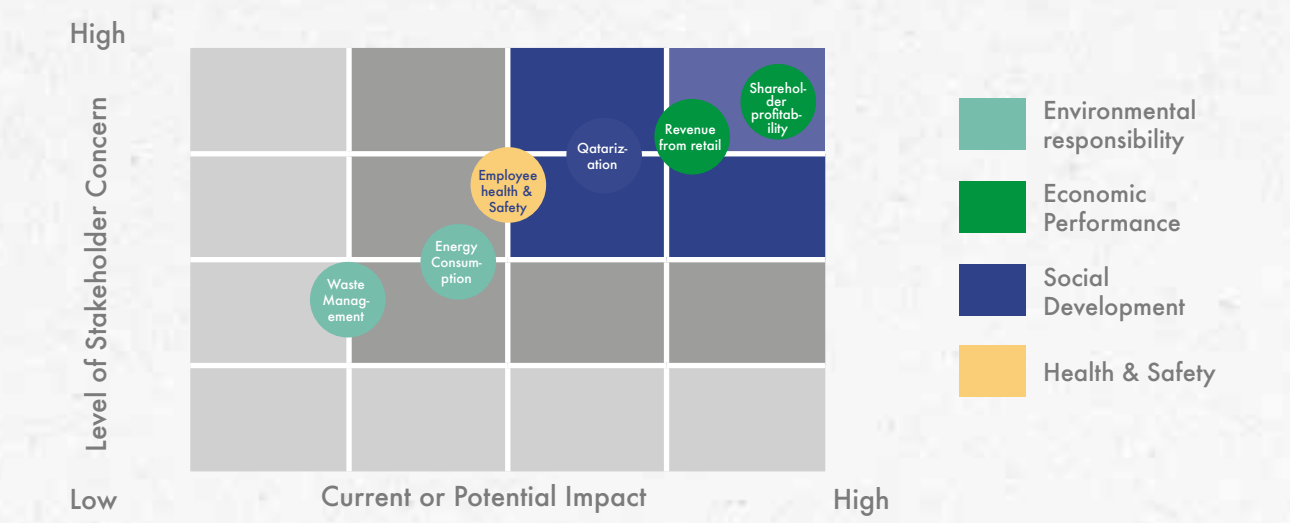 High
Level of Stakeholder Concern
Low
Current or Potential Impact
High
Sharehol-
der
profitab-
ility
Revenue
from retail
Qatariz-
ation
Employee
health &
Safety
Energy
Consum-
ption
Waste
Manag-
ement
Environmental
responsibility
Economic
Performance
Social
Development
Health & Safety